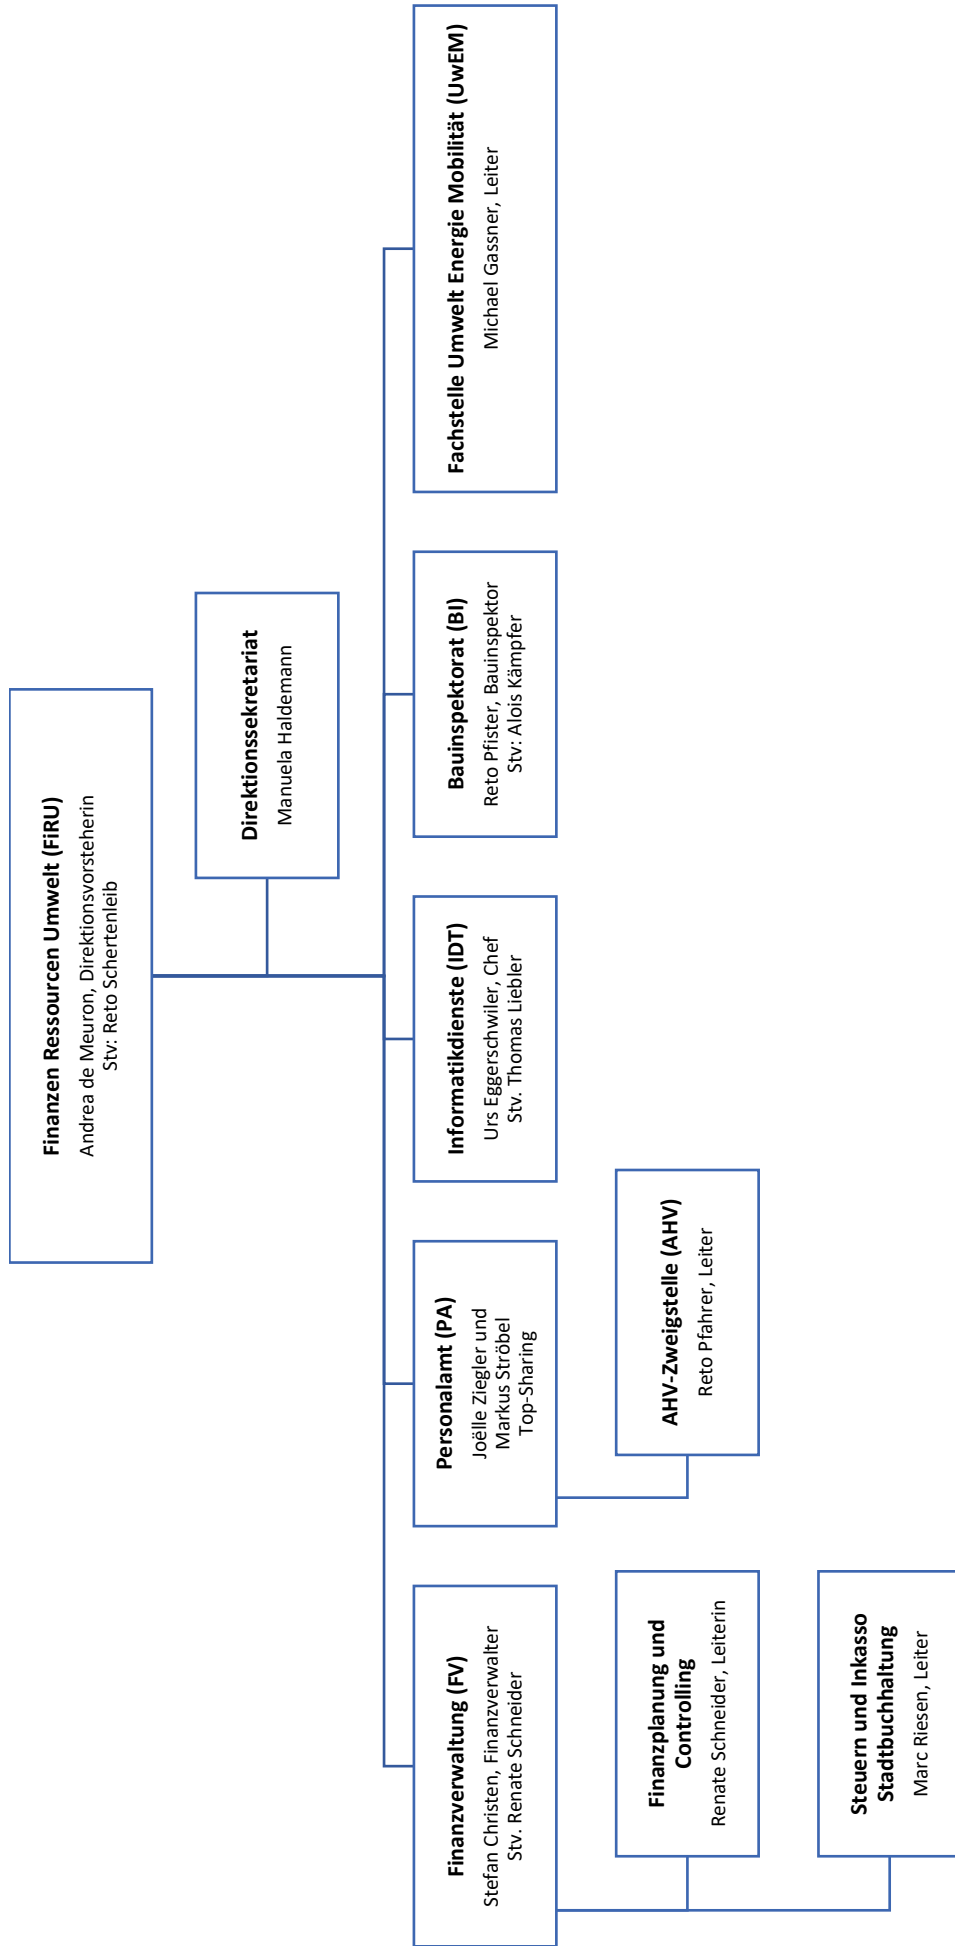 Finanzen Ressourcen Umwelt (FiRU)
Andrea de Meuron, Direktionsvorsteherin
Stv: Reto Schertenleib
Direktionssekretariat
Manuela Haldemann
Finanzverwaltung (FV)
Stefan Christen, Finanzverwalter
Stv. Renate Schneider
Finanzplanung und
Controlling
Renate Schneider, Leiterin
Steuern und Inkasso
Stadtbuchhaltung
Marc Riesen, Leiter
Personalamt (PA)
Joëlle Ziegler und
Markus Ströbel
Top-Sharing
AHV-Zweigstelle (AHV)
Reto Pfahrer, Leiter
Informatikdienste (IDT)
Urs Eggerschwiler, Chef
Stv. Thomas Liebler
Bauinspektorat (BI)
Reto Pfister, Bauinspektor
Stv: Alois Kämpfer
Fachstelle Umwelt Energie Mobilität (UwEM)
Michael Gassner, Leiter